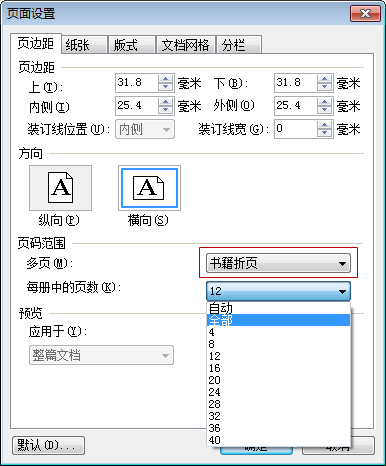 页面设置
页边距 纸张 版式 文档网格 分栏
页边距
上(T): 31.8 毫米 下(B): 31.8 毫米
内侧(I) 25.4 毫米 外侧(O) 25.4 毫米
装订线位置(U): 内侧 装订线宽(G): 0 毫米
方向
A A
纵向(P) 横向(S)
页码范围
多页(M): 书籍折页
每册中的页数(K): 12
自动
全部
4
8
12
16
20
24
28
32
36
40
预览
应用于(Y):
整篇文档
默认(D)... 确定 取消